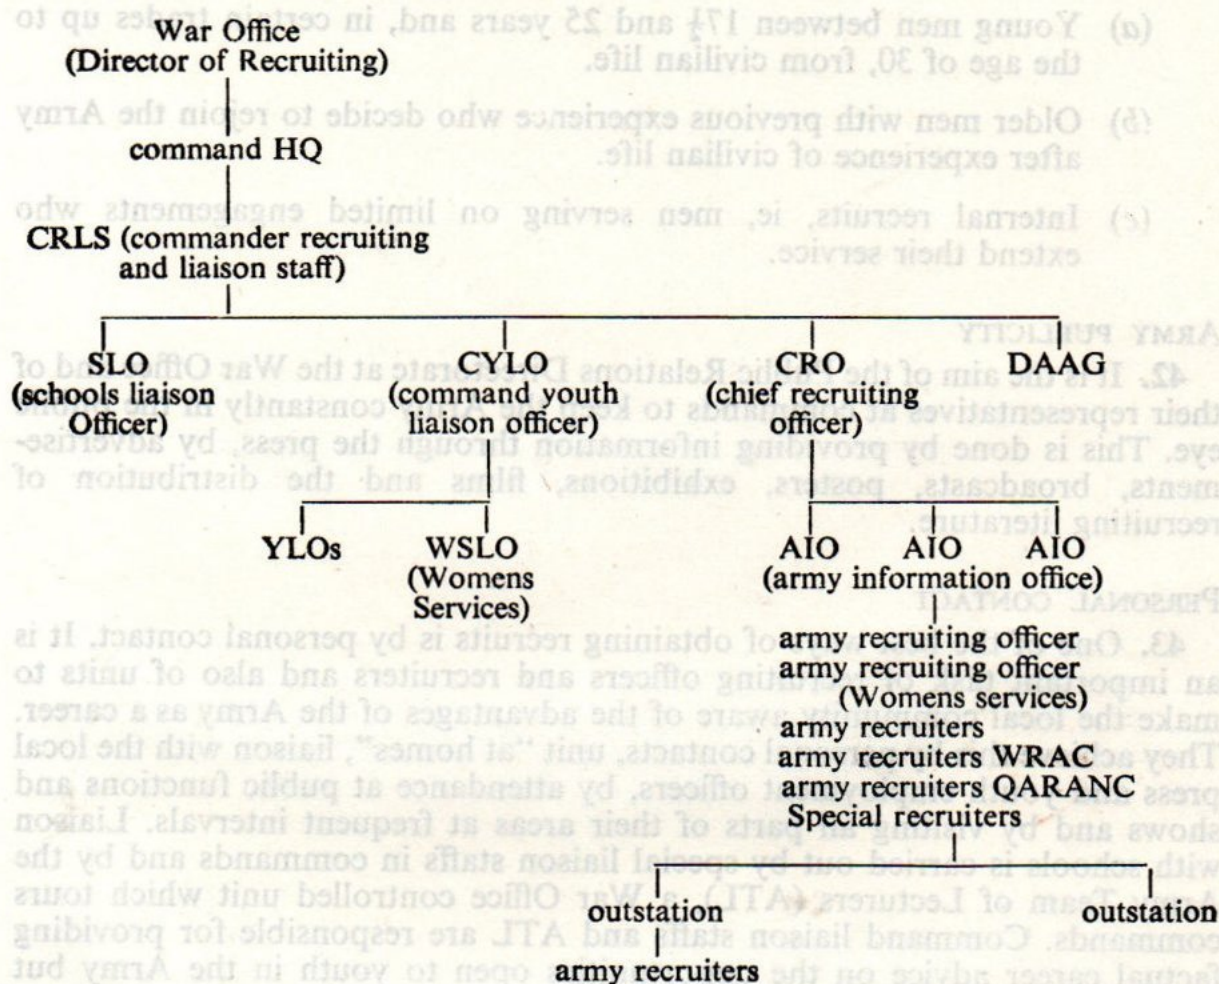 War Office
(Director of Recruiting)
command HQ
CRLS (commander recruiting
and liaison staff)
SLO CYLO CRO DAAG
(schools liaison (command youth (chief recruiting
Officer) liaison officer) officer)
YLOs WSLO AIO AIO AIO
(Womens (army information office)
Services)
army recruiting officer
army recruiting officer
(Womens services)
army recruiters
army recruiters WRAC
army recruiters QARANC
Special recruiters
outstation outstation
army recruiters